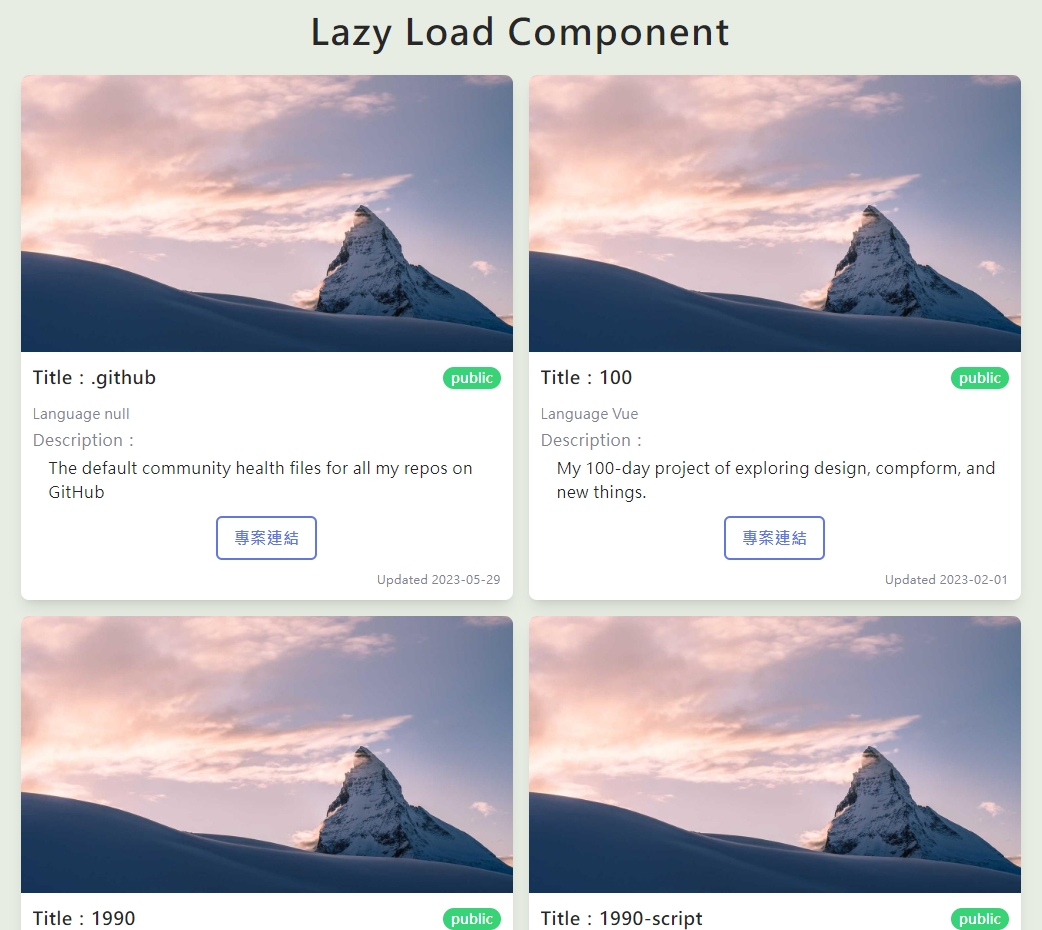 Lazy Load Component
Title：.github
public
Language null
Description：
The default community health files for all my repos on
GitHub
專案連結
Updated 2023-05-29
Title：100
public
Language Vue
Description：
My 100-day project of exploring design, compform, and
new things.
專案連結
Updated 2023-02-01
Title：1990
public
Title：1990-script
public